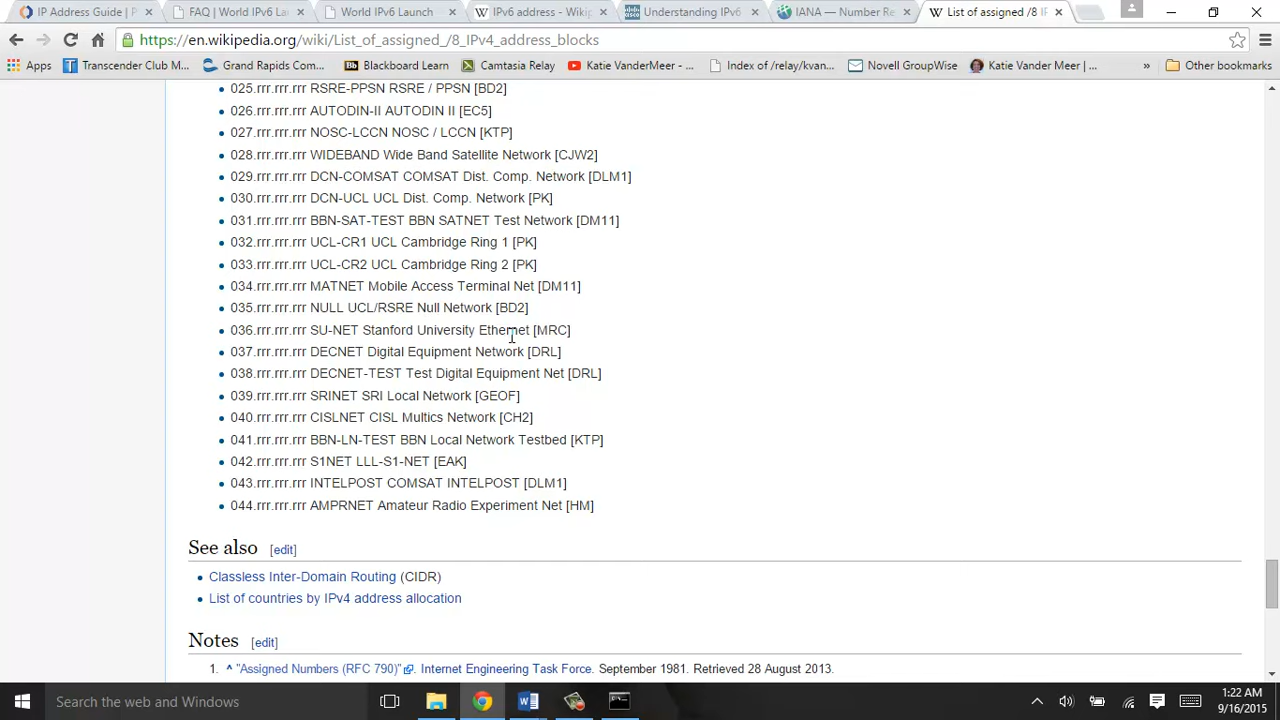 IP Address Guide | P
FAQ | World IPv6 Lau
World IPv6 Launch
IPv6 address - Wikip
Understanding IPv6
IANA — Number Re
List of assigned /8 IP
https://en.wikipedia.org/wiki/List_of_assigned_/8_IPv4_address_blocks
Apps
Transcender Club M...
Grand Rapids Com...
Blackboard Learn
Camtasia Relay
Katie VanderMeer - ...
Index of /relay/kvan...
Novell GroupWise
Katie Vander Meer | ...
»
Other bookmarks
025.rrr.rrr.rrr RSRE-PPSN RSRE / PPSN [BD2]
026.rrr.rrr.rrr AUTODIN-II AUTODIN II [EC5]
027.rrr.rrr.rrr NOSC-LCCN NOSC / LCCN [KTP]
028.rrr.rrr.rrr WIDEBAND Wide Band Satellite Network [CJW2]
029.rrr.rrr.rrr DCN-COMSAT COMSAT Dist. Comp. Network [DLM1]
030.rrr.rrr.rrr DCN-UCL UCL Dist. Comp. Network [PK]
031.rrr.rrr.rrr BBN-SAT-TEST BBN SATNET Test Network [DM11]
032.rrr.rrr.rrr UCL-CR1 UCL Cambridge Ring 1 [PK]
033.rrr.rrr.rrr UCL-CR2 UCL Cambridge Ring 2 [PK]
034.rrr.rrr.rrr MATNET Mobile Access Terminal Net [DM11]
035.rrr.rrr.rrr NULL UCL/RSRE Null Network [BD2]
036.rrr.rrr.rrr SU-NET Stanford University Ethernet [MRC]
037.rrr.rrr.rrr DECNET Digital Equipment Network [DRL]
038.rrr.rrr.rrr DECNET-TEST Test Digital Equipment Net [DRL]
039.rrr.rrr.rrr SRINET SRI Local Network [GEOF]
040.rrr.rrr.rrr CISLNET CISL Multics Network [CH2]
041.rrr.rrr.rrr BBN-LN-TEST BBN Local Network Testbed [KTP]
042.rrr.rrr.rrr S1NET LLL-S1-NET [EAK]
043.rrr.rrr.rrr INTELPOST COMSAT INTELPOST [DLM1]
044.rrr.rrr.rrr AMPRNET Amateur Radio Experiment Net [HM]
See also [edit]
Classless Inter-Domain Routing (CIDR)
List of countries by IPv4 address allocation
Notes [edit]
1. ^ "Assigned Numbers (RFC 790)". Internet Engineering Task Force. September 1981. Retrieved 28 August 2013.
Search the web and Windows
1:22 AM
9/16/2015